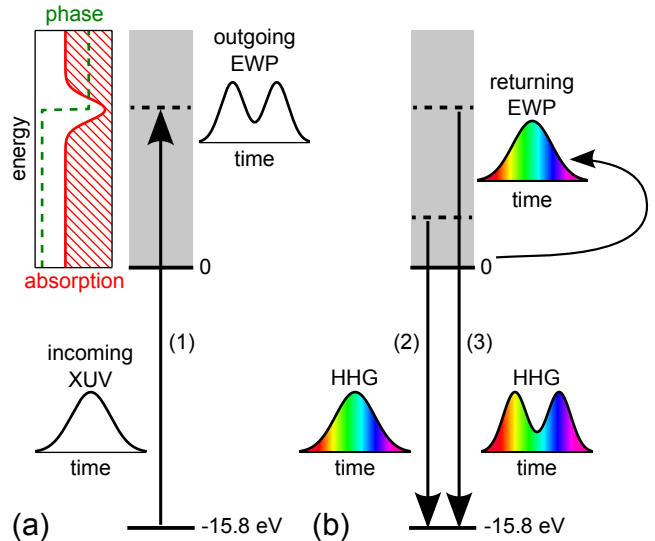 phase
energy
absorption
outgoing
EWP
time
0
(1)
incoming
XUV
time
(a)
-15.8 eV
returning
EWP
time
0
(2)
(3)
HHG
time
HHG
time
(b)
-15.8 eV